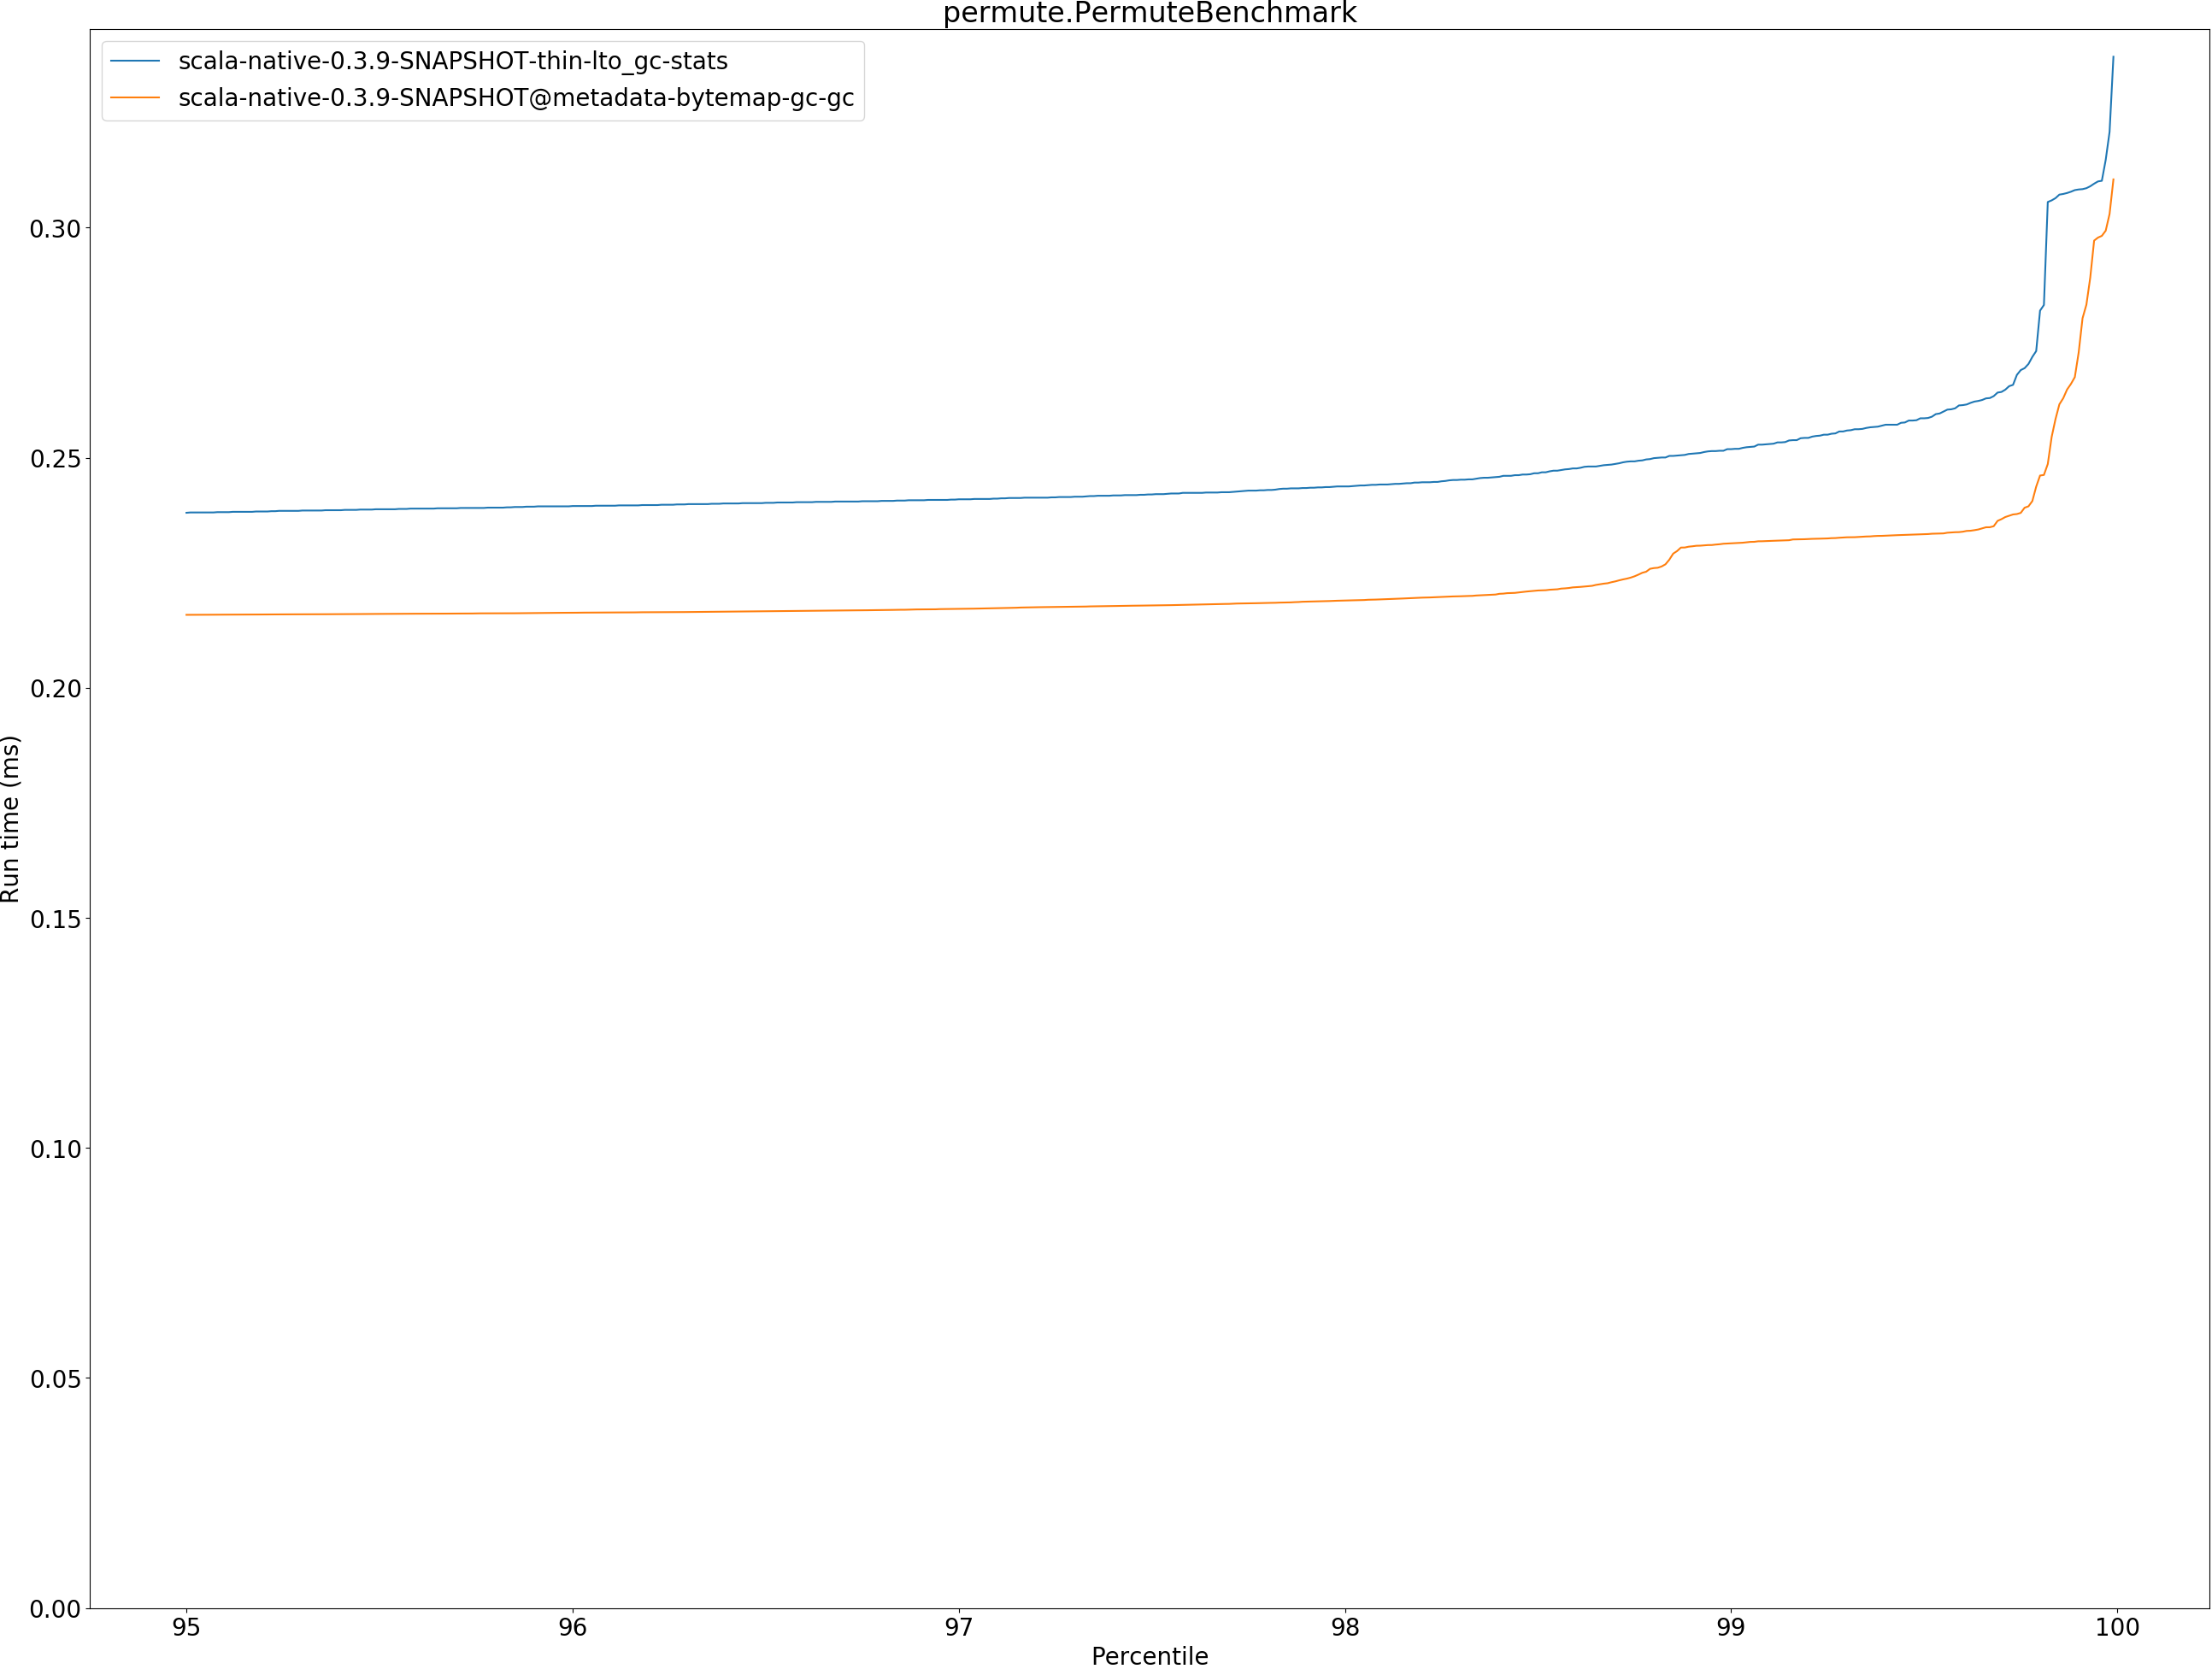 permute.PermuteBenchmark
scala-native-0.3.9-SNAPSHOT-thin-lto_gc-stats
scala-native-0.3.9-SNAPSHOT@metadata-bytemap-gc-gc
0.30
0.25
0.20
0.15
0.10
0.05
0.00
Run time (ms)
95 96 97 98 99 100
Percentile